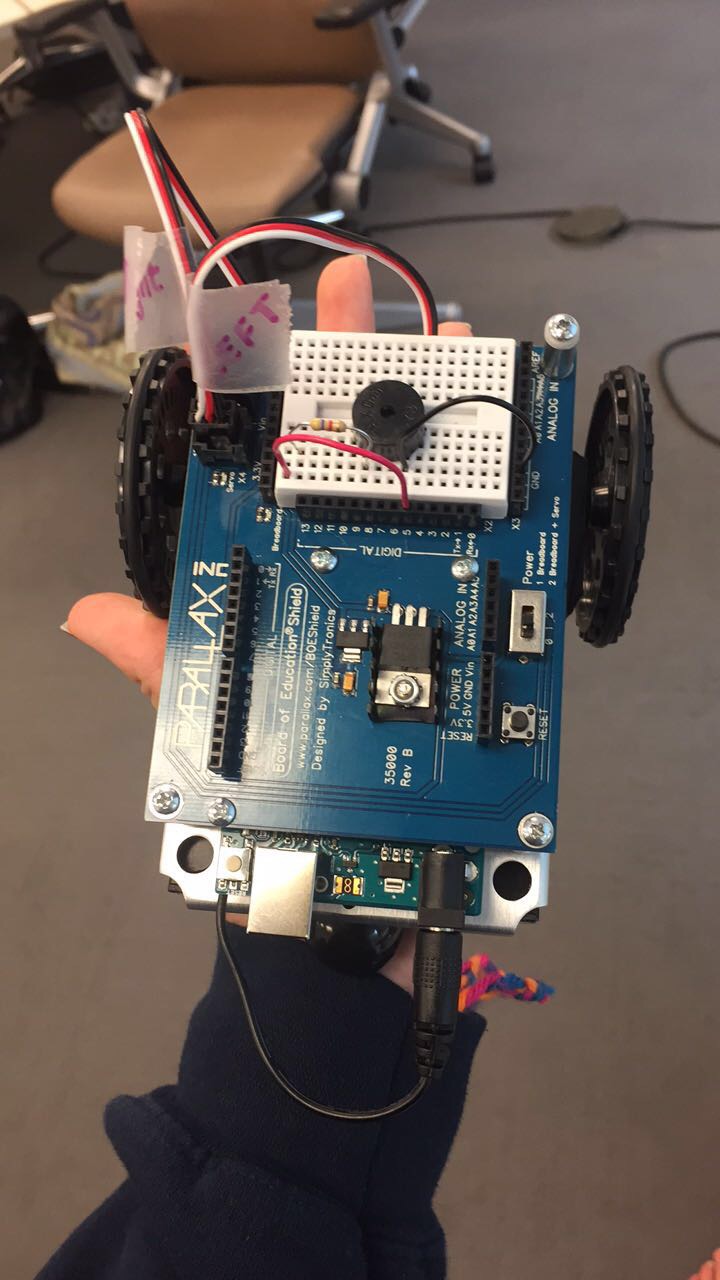 LEFT
Vin
3.3V
X4
Servo
Breadboard
13 12 11 10 9 8 7 6 5 4 3 2 Tx→1 Rx←0
DIGITAL
X2
X3
GND
A0 A1 A2 A3 A4 A5
AREF
ANALOG IN
Power
1 Breadboard
2 Breadboard + Servo
0 1 2
PARALLAX INC
TX RX
DIGITAL
Board of Education® Shield
www.parallax.com/BOEShield
Designed by SimplyTronics
ANALOG IN
A0 A1 A2 A3 A4 A5
POWER
3.3V 5V GND Vin
RESET
RESET
35000
Rev B
RESET